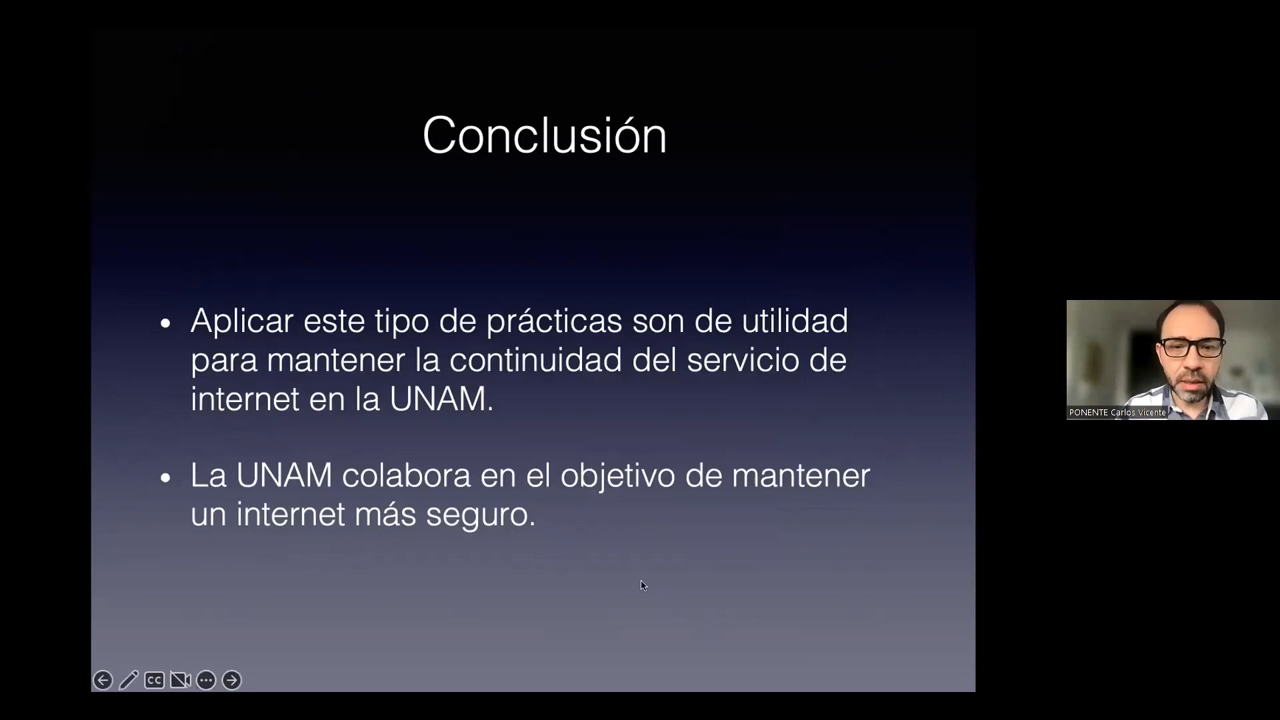 Conclusión
• Aplicar este tipo de prácticas son de utilidad
para mantener la continuidad del servicio de
internet en la UNAM.
• La UNAM colabora en el objetivo de mantener
un internet más seguro.
PONENTE Carlos Vicente
CC